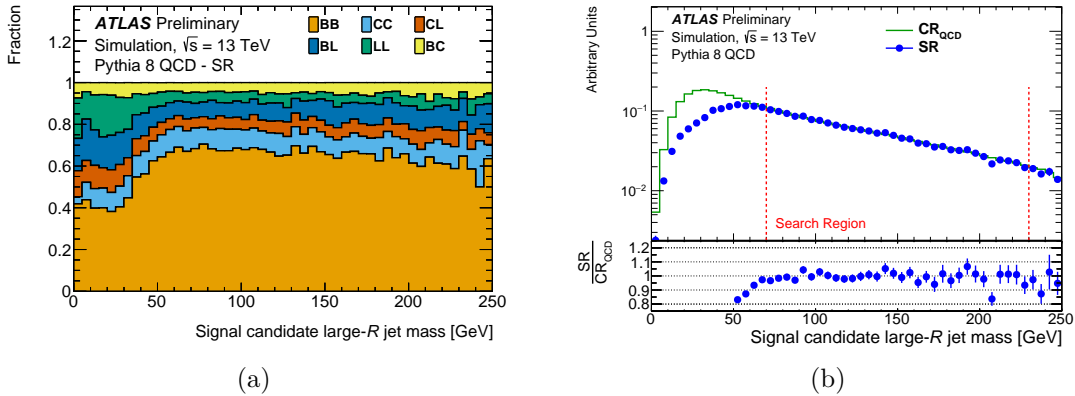 Fraction
1.2
1
0.8
0.6
0.4
0.2
0
ATLAS Preliminary
Simulation, √s = 13 TeV
Pythia 8 QCD - SR
BB CC CL
BL LL BC
0 50 100 150 200 250
Signal candidate large-R jet mass [GeV]
(a)
Arbitrary Units
1
10⁻¹
10⁻²
ATLAS Preliminary
Simulation, √s = 13 TeV
Pythia 8 QCD
CR_QCD
SR
Search Region
SR
CR_QCD
1.2
1.1
1.0
0.9
0.8
0 50 100 150 200 250
Signal candidate large-R jet mass [GeV]
(b)